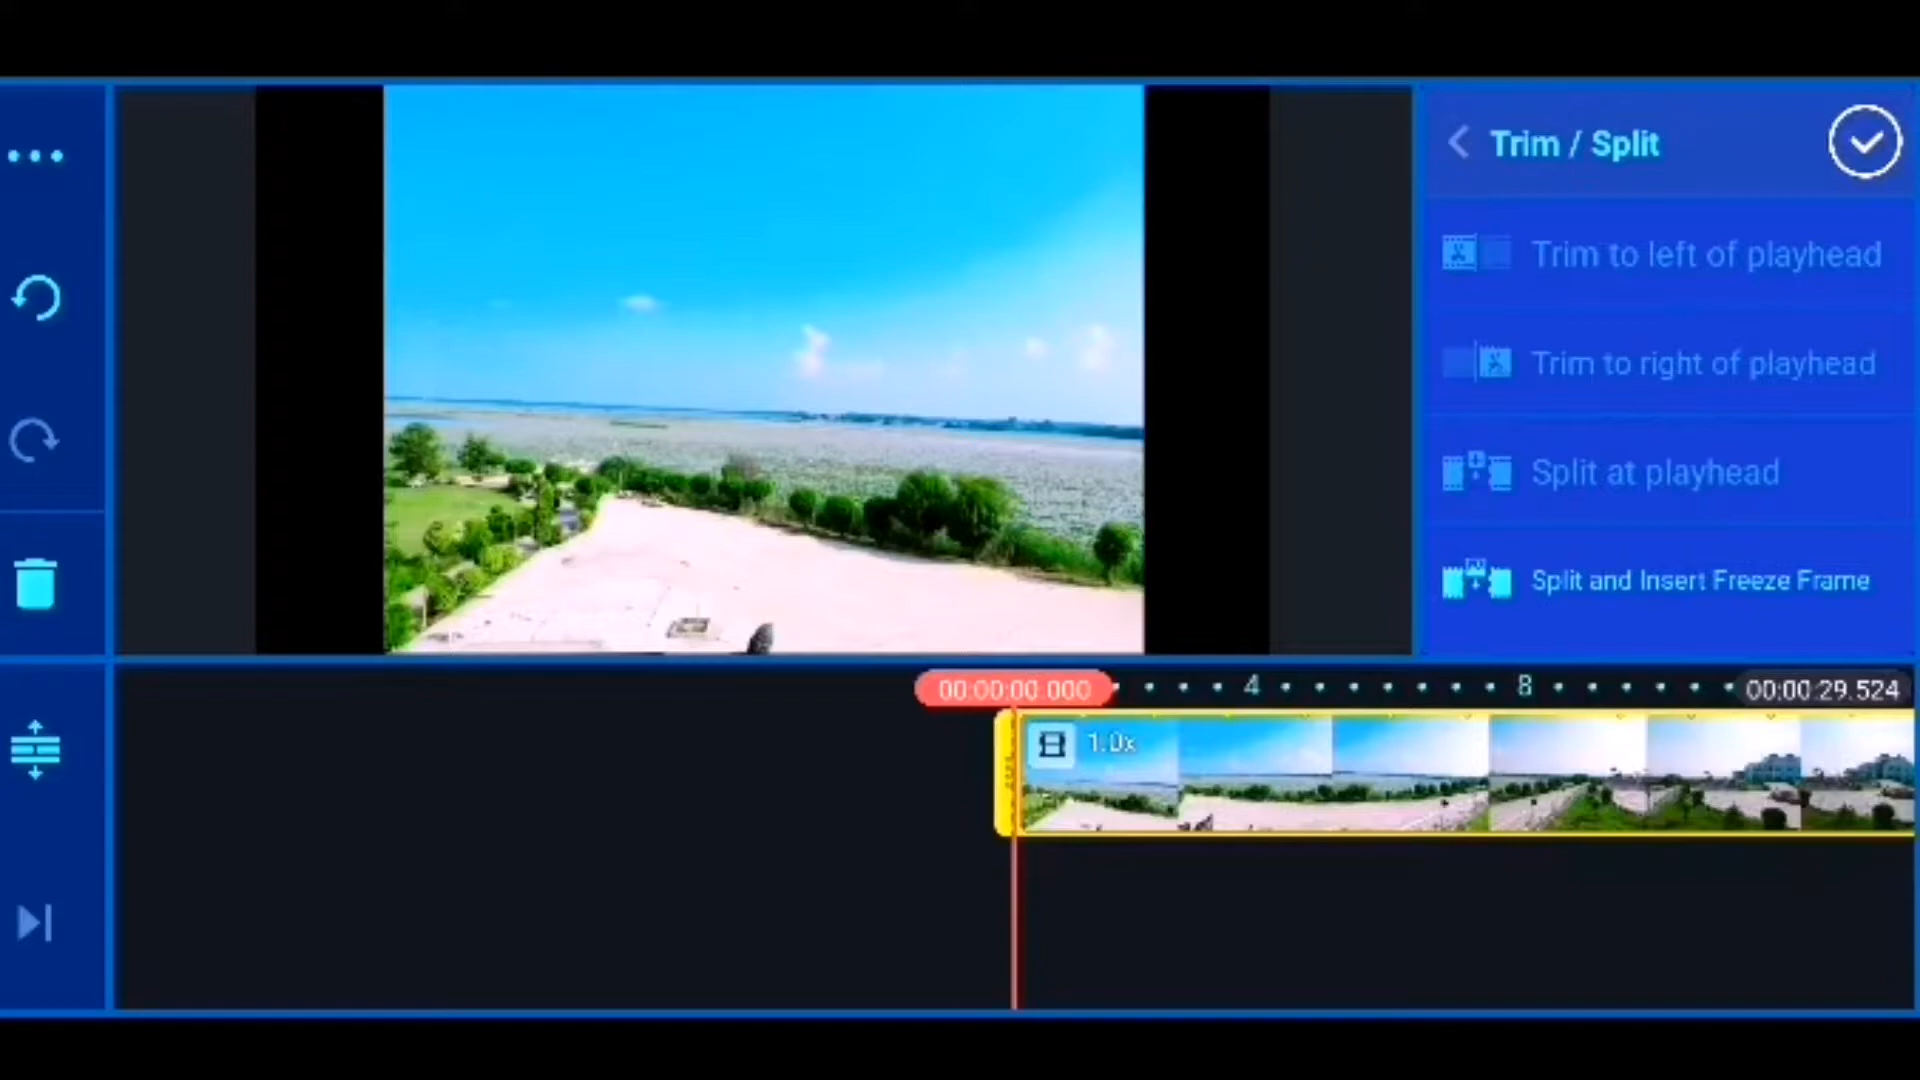 Trim / Split
Trim to left of playhead
Trim to right of playhead
Split at playhead
Split and Insert Freeze Frame
00:00:00.000
4
8
00:00:29.524
1.0x